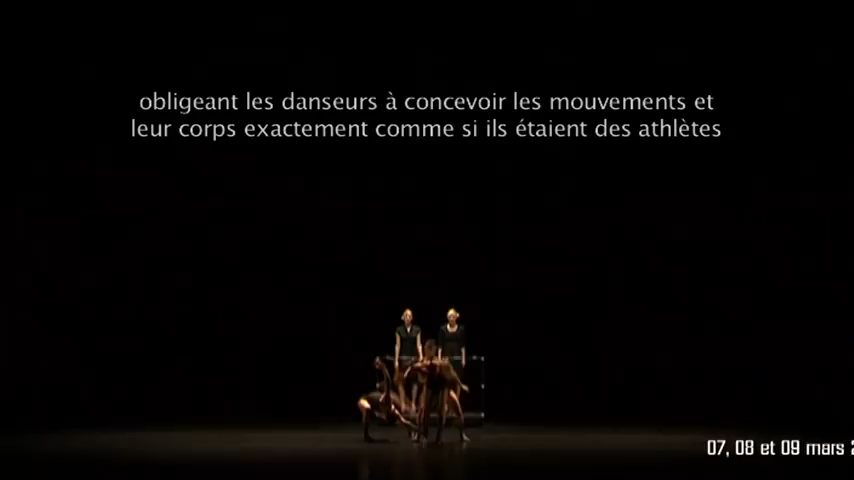 obligeant les danseurs à concevoir les mouvements et
leur corps exactement comme si ils étaient des athlètes
07, 08 et 09 mars